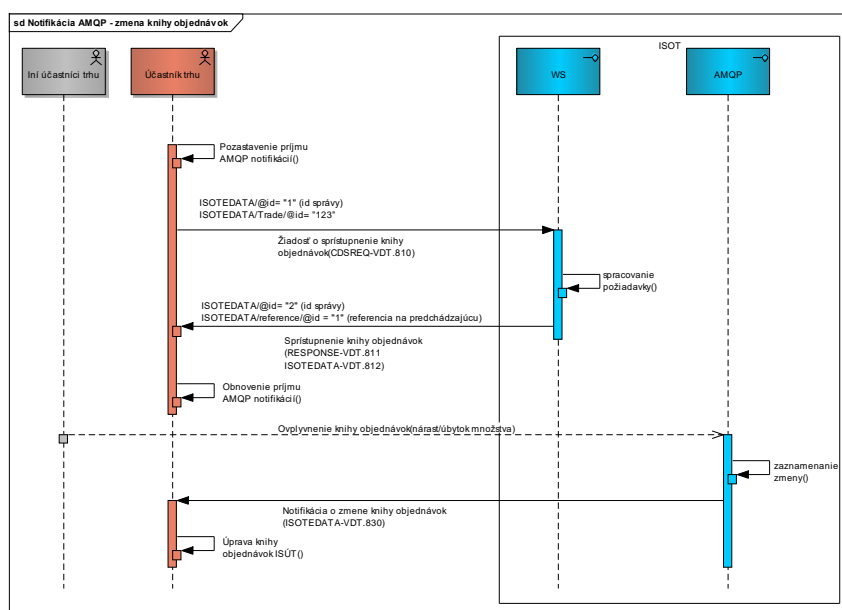 sd Notifikácia AMQP - zmena knihy objednávok
ISOT
Iní účastníci trhu
Účastník trhu
WS
AMQP
Pozastavenie príjmu
AMQP notifikácií()
ISOTEDATA/@id= "1" (id správy)
ISOTEDATA/Trade/@id= "123"
Žiadosť o sprístupnenie knihy
objednávok(CDSREQ-VDT.810)
spracovanie
požiadavky()
ISOTEDATA/@id= "2" (id správy)
ISOTEDATA/reference/@id = "1" (referencia na predchádzajúcu)
Sprístupnenie knihy objednávok
(RESPONSE-VDT.811
ISOTEDATA-VDT.812)
Obnovenie príjmu
AMQP notifikácií()
Ovplyvnenie knihy objednávok(nárast/úbytok množstva)
zaznamenanie
zmeny()
Notifikácia o zmene knihy objednávok
(ISOTEDATA-VDT.830)
Úprava knihy
objednávok ISÚT()